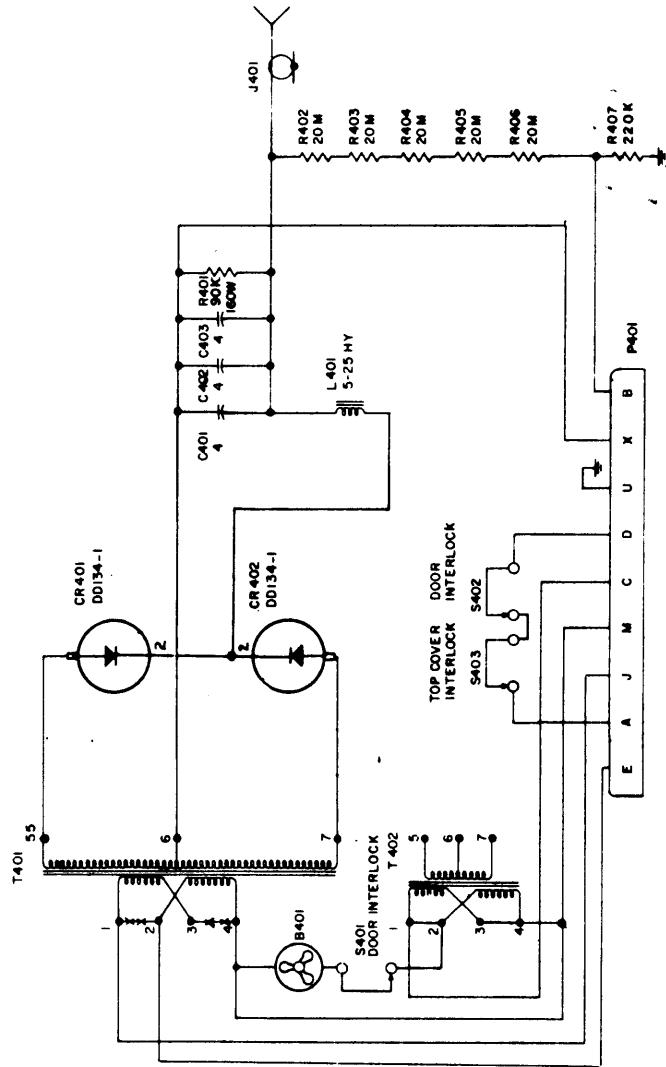 J401
R402
20M
R403
20M
R404
20M
R405
20M
R406
20M
R407
220K
R401
90K
160W
C403
4
C402
4
C401
4
L401
5-25 HY
CR401
DD134-1
2
CR402
DD134-1
2
T401
55
6
7
1
2
3
4
B401
S401
DOOR INTERLOCK
T402
5
6
7
1
2
3
4
TOP COVER
INTERLOCK
S403
DOOR
INTERLOCK
S402
P401
E A J M C D U X B